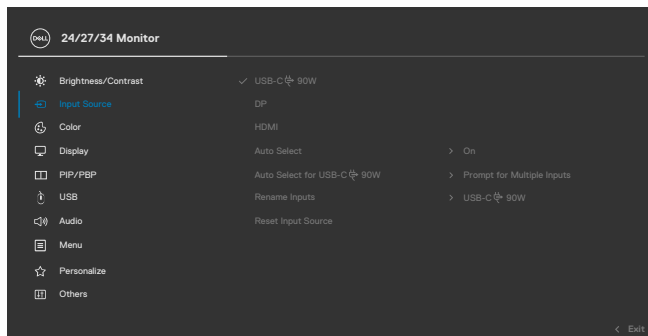 DELL 24/27/34 Monitor
Brightness/Contrast ✓ USB-C 90W
Input Source DP
Color HDMI
Display Auto Select > On
PIP/PBP Auto Select for USB-C 90W > Prompt for Multiple Inputs
USB Rename Inputs > USB-C 90W
Audio Reset Input Source
Menu
Personalize
Others
< Exit